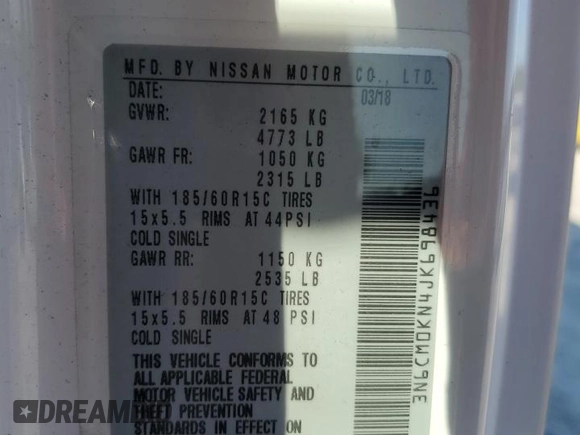 MFD. BY NISSAN MOTOR CO., LTD.
DATE: 03/18
GVWR: 2165 KG
4773 LB
GAWR FR: 1050 KG
2315 LB
WITH 185/60R15C TIRES
15x5.5 RIMS AT 44PSI
COLD SINGLE
GAWR RR: 1150 KG
2535 LB
WITH 185/60R15C TIRES
15x5.5 RIMS AT 48 PSI
COLD SINGLE
THIS VEHICLE CONFORMS TO
ALL APPLICABLE FEDERAL
MOTOR VEHICLE SAFETY AND
THEFT PREVENTION
STANDARDS IN EFFECT ON
3N6CM0KN4JK698436